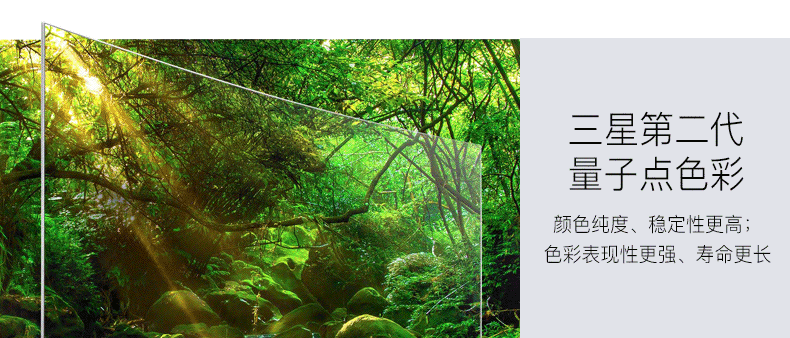 三星第二代
量子点色彩
颜色纯度、稳定性更高；
色彩表现性更强、寿命更长